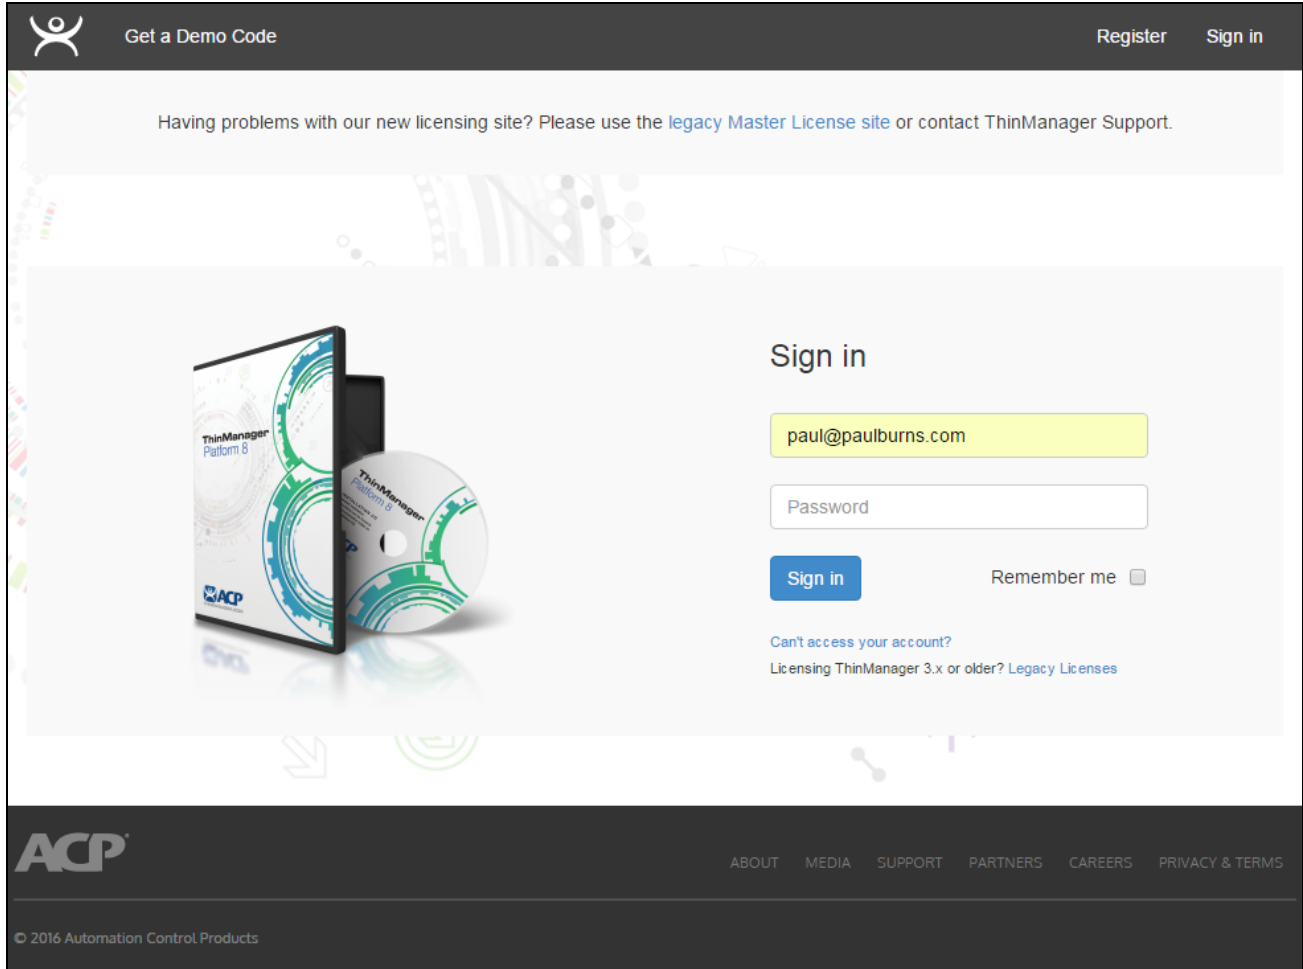 Get a Demo Code
Register
Sign in
Having problems with our new licensing site? Please use the legacy Master License site or contact ThinManager Support.
ThinManager
Platform 8
ACP
ThinManager
Platform 8
Sign in
paul@paulburns.com
Password
Sign in
Remember me
Can't access your account?
Licensing ThinManager 3.x or older? Legacy Licenses
ACP
ABOUT
MEDIA
SUPPORT
PARTNERS
CAREERS
PRIVACY & TERMS
© 2016 Automation Control Products